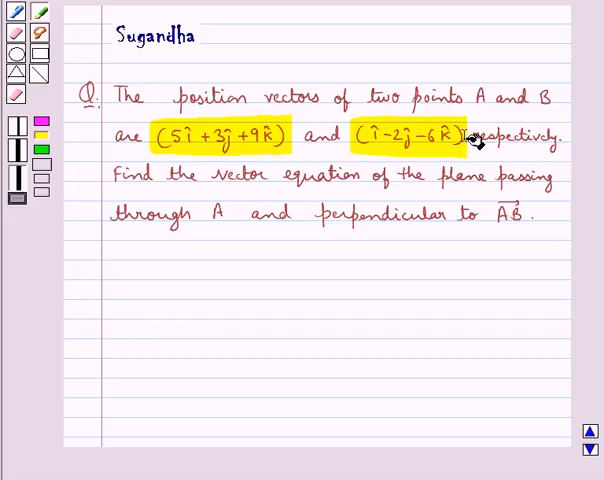 Sugandha
Q. The position vectors of two points A and B
are (5î + 3ĵ + 9k̂) and (î - 2ĵ - 6k̂) respectively.
Find the vector equation of the plane passing
through A and perpendicular to A⃗B⃗.